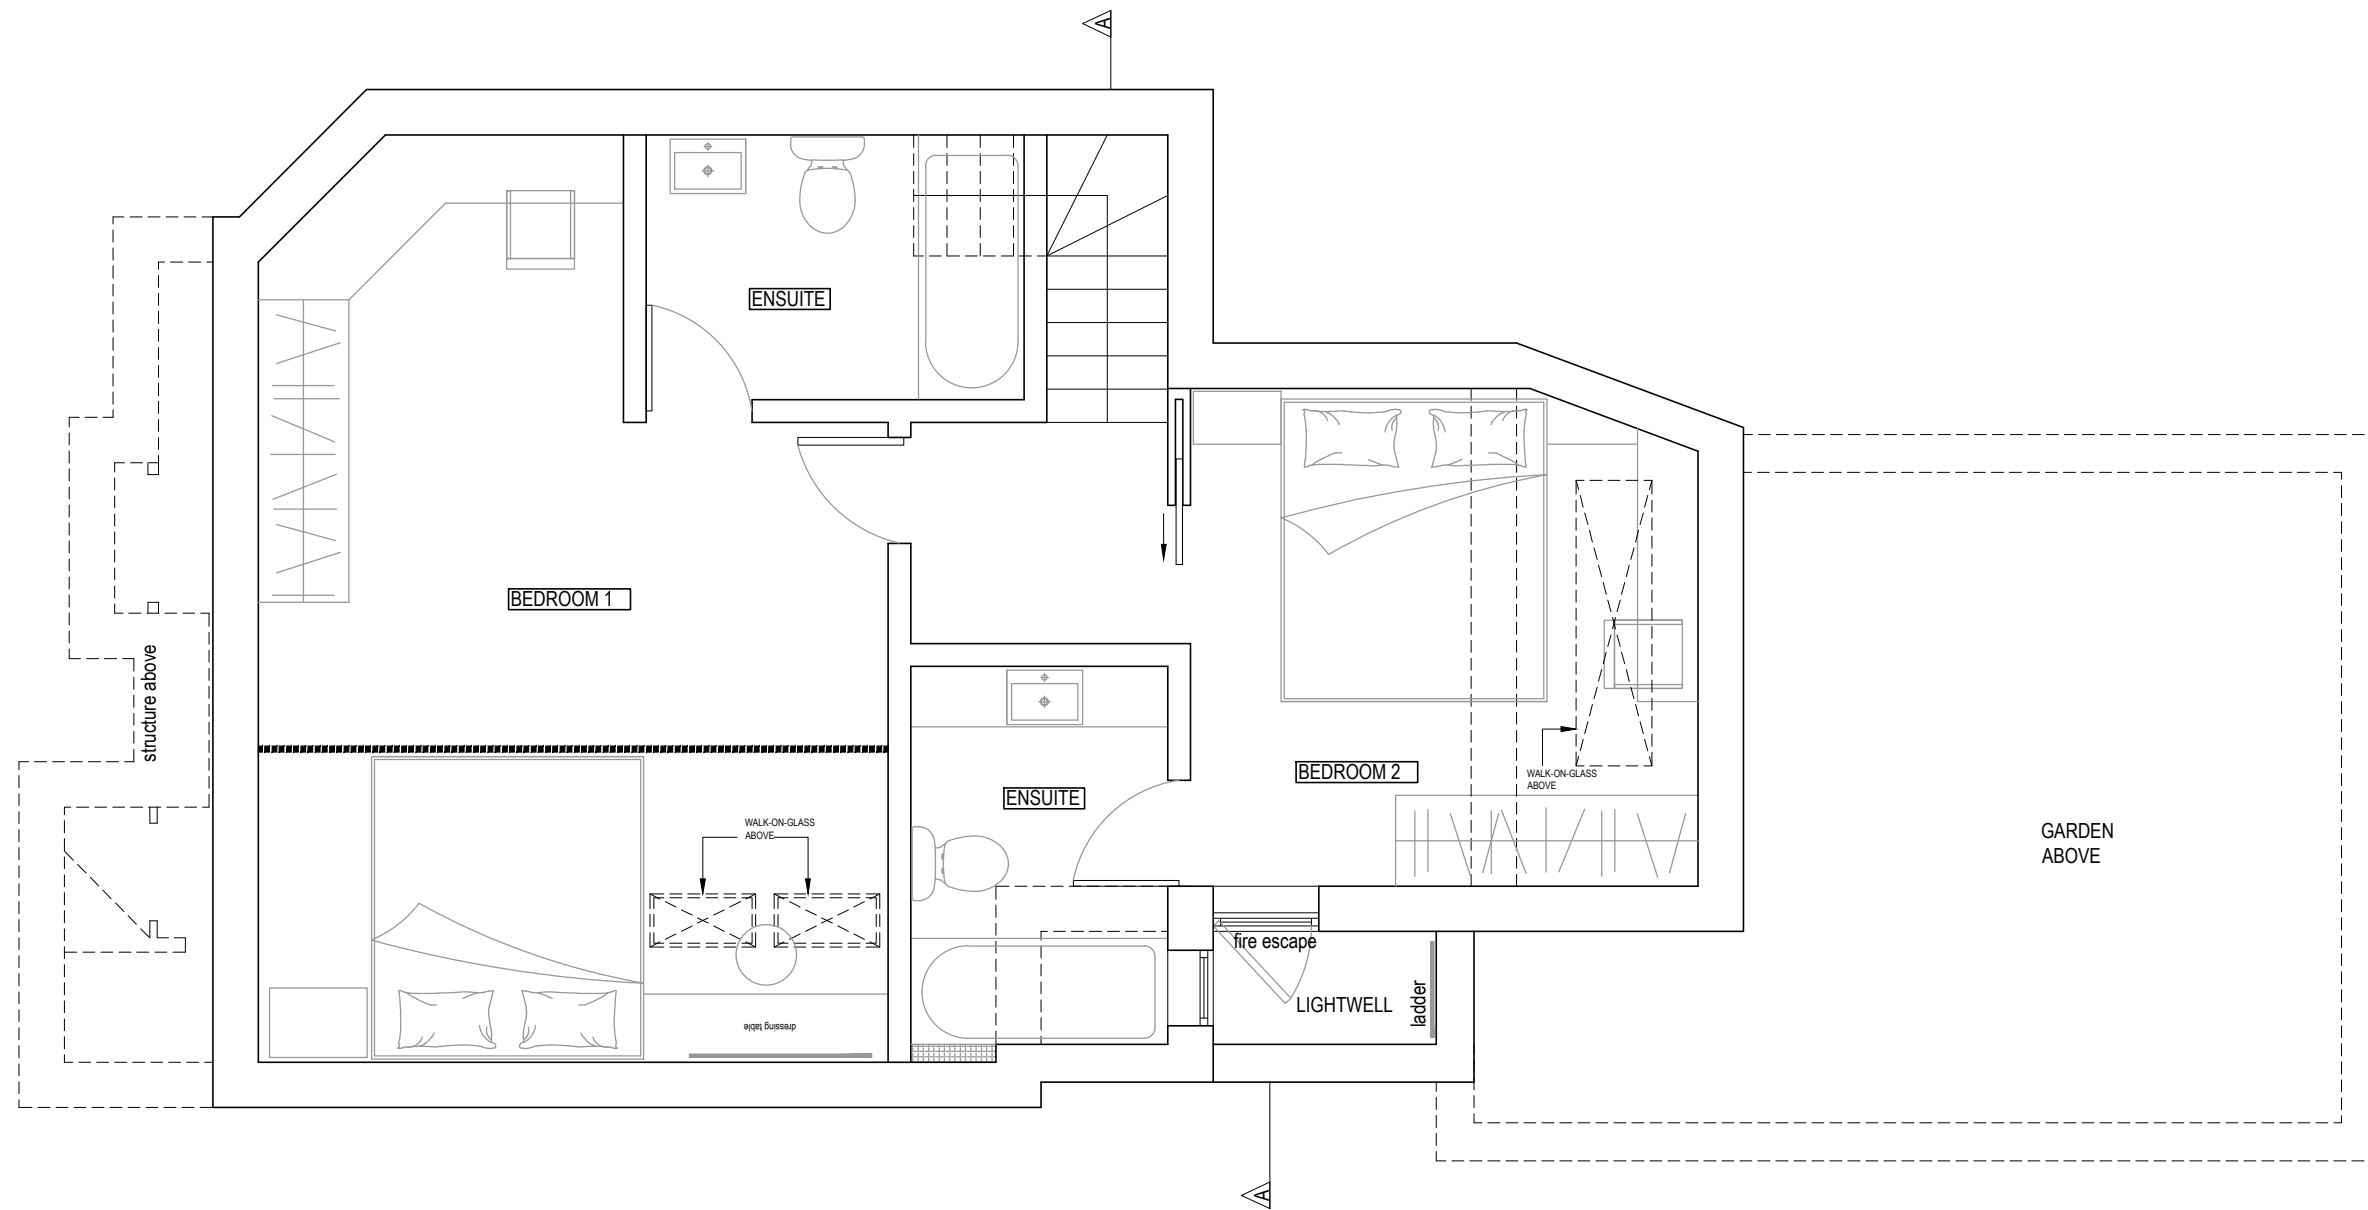 A
ENSUITE
BEDROOM 1
structure above
BEDROOM 2
WALK-ON-GLASS
ABOVE
ENSUITE
WALK-ON-GLASS
ABOVE
GARDEN
ABOVE
fire escape
LIGHTWELL
ladder
dressing table
A